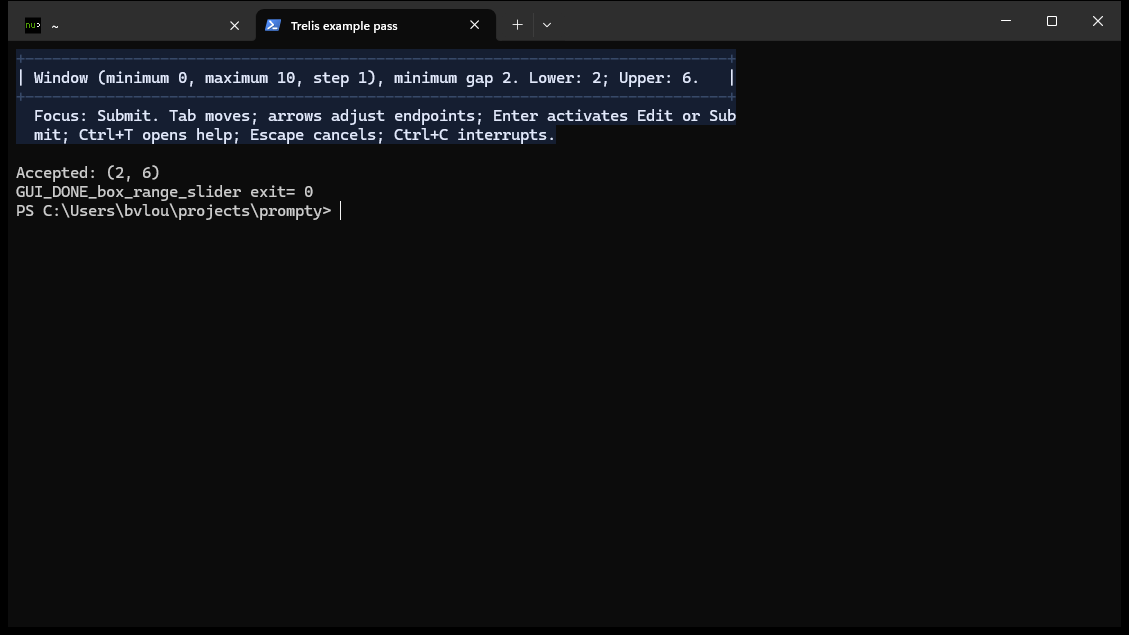 nu> ~
Trelis example pass
+-------------------------------------------------------------------------------+
| Window (minimum 0, maximum 10, step 1), minimum gap 2. Lower: 2; Upper: 6. |
+-------------------------------------------------------------------------------+
Focus: Submit. Tab moves; arrows adjust endpoints; Enter activates Edit or Sub
mit; Ctrl+T opens help; Escape cancels; Ctrl+C interrupts.
Accepted: (2, 6)
GUI_DONE_box_range_slider exit= 0
PS C:\Users\bvlou\projects\prompty>